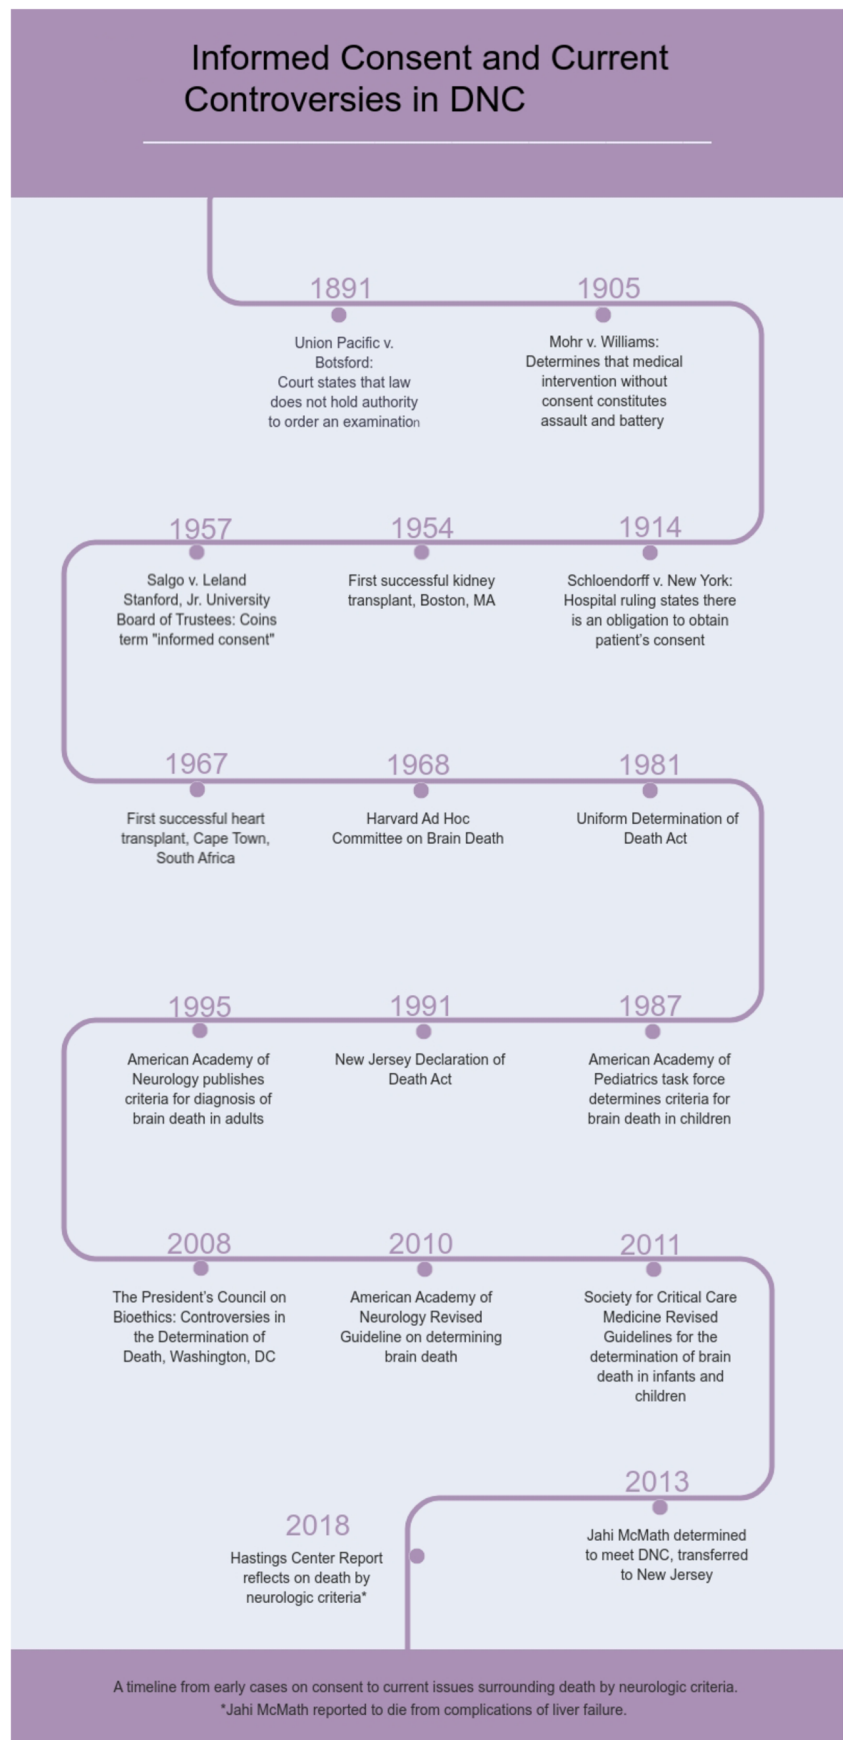 Informed Consent and Current
Controversies in DNC
1891
Union Pacific v.
Botsford:
Court states that law
does not hold authority
to order an examination
1905
Mohr v. Williams:
Determines that medical
intervention without
consent constitutes
assault and battery
1914
Schloendorff v. New York:
Hospital ruling states there
is an obligation to obtain
patient’s consent
1954
First successful kidney
transplant, Boston, MA
1957
Salgo v. Leland
Stanford, Jr. University
Board of Trustees: Coins
term "informed consent"
1967
First successful heart
transplant, Cape Town,
South Africa
1968
Harvard Ad Hoc
Committee on Brain Death
1981
Uniform Determination of
Death Act
1987
American Academy of
Pediatrics task force
determines criteria for
brain death in children
1991
New Jersey Declaration of
Death Act
1995
American Academy of
Neurology publishes
criteria for diagnosis of
brain death in adults
2008
The President’s Council on
Bioethics: Controversies in
the Determination of
Death, Washington, DC
2010
American Academy of
Neurology Revised
Guideline on determining
brain death
2011
Society for Critical Care
Medicine Revised
Guidelines for the
determination of brain
death in infants and
children
2013
Jahi McMath determined
to meet DNC, transferred
to New Jersey
2018
Hastings Center Report
reflects on death by
neurologic criteria*
A timeline from early cases on consent to current issues surrounding death by neurologic criteria.
*Jahi McMath reported to die from complications of liver failure.